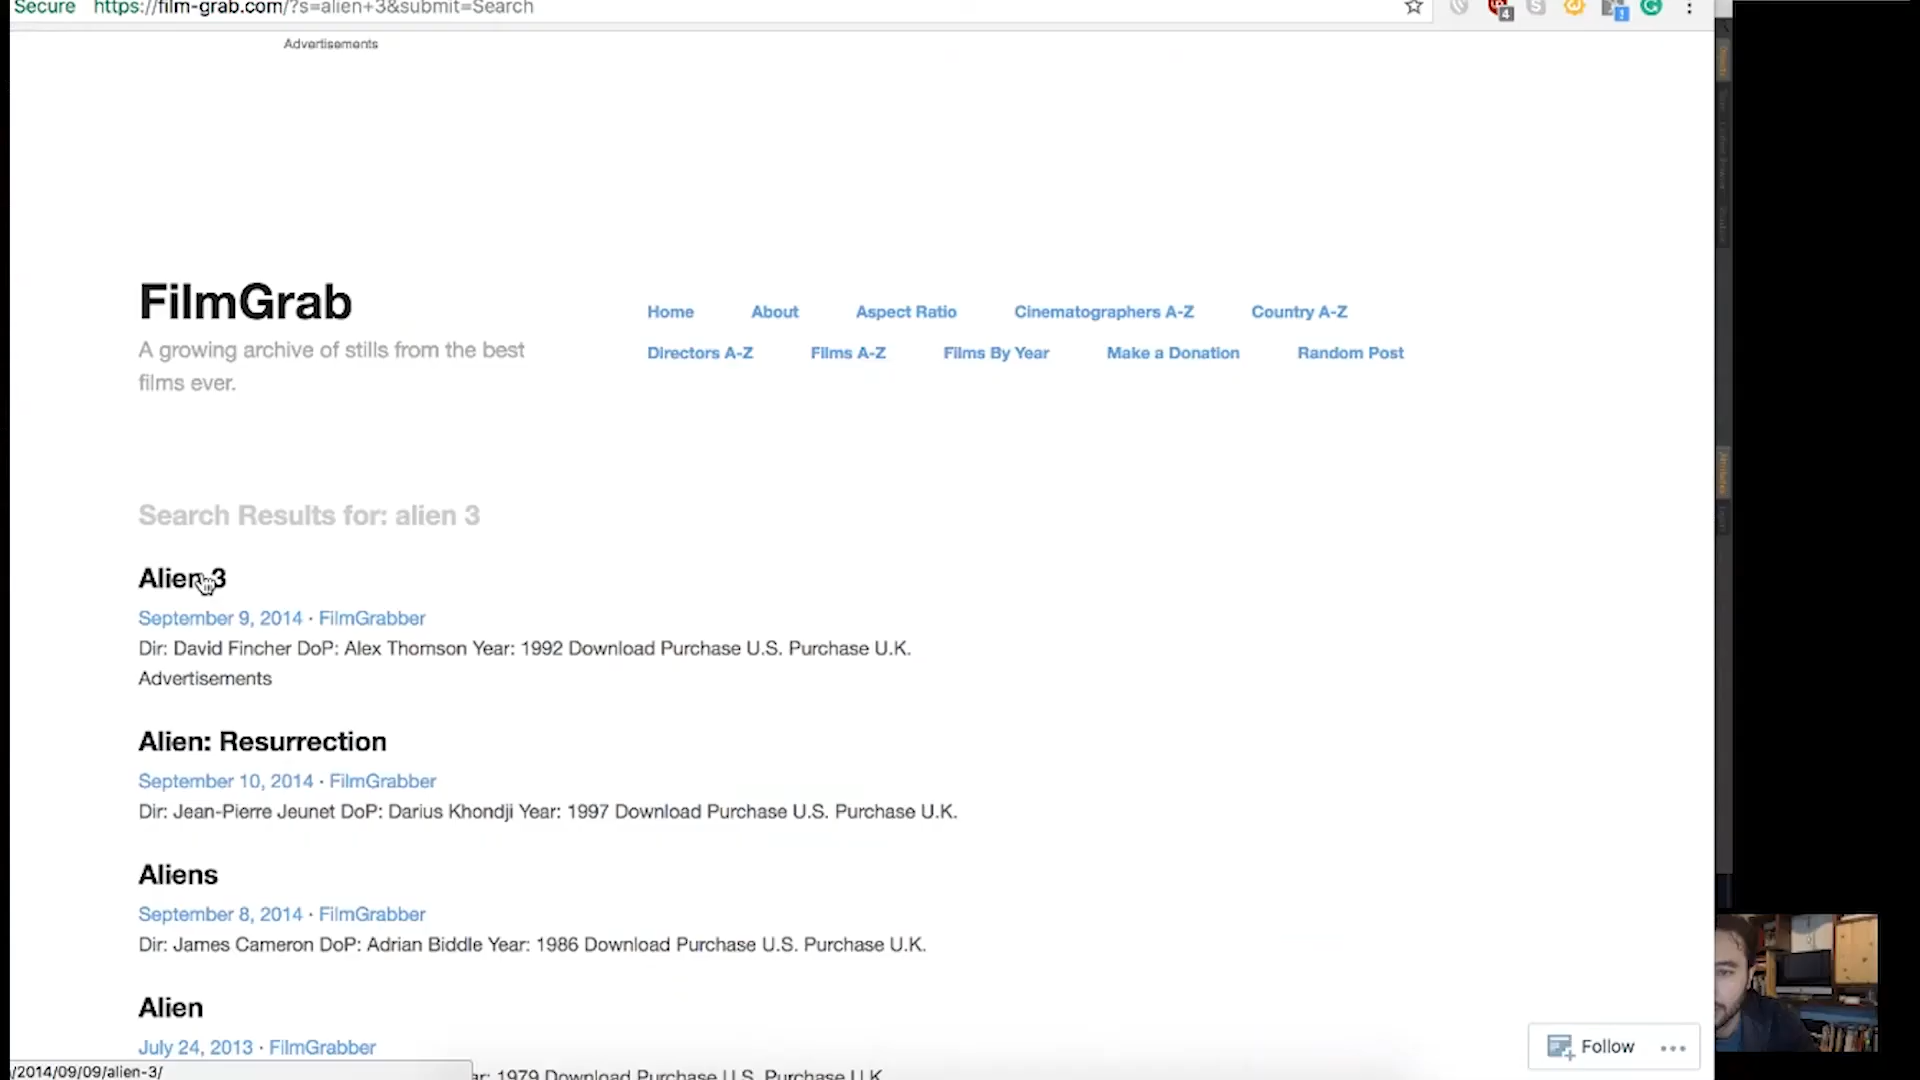 Secure https://film-grab.com/?s=alien+3&submit=Search
Advertisements
FilmGrab
A growing archive of stills from the best
films ever.
Home About Aspect Ratio Cinematographers A-Z Country A-Z
Directors A-Z Films A-Z Films By Year Make a Donation Random Post
Search Results for: alien 3
Alien 3
September 9, 2014 · FilmGrabber
Dir: David Fincher DoP: Alex Thomson Year: 1992 Download Purchase U.S. Purchase U.K.
Advertisements
Alien: Resurrection
September 10, 2014 · FilmGrabber
Dir: Jean-Pierre Jeunet DoP: Darius Khondji Year: 1997 Download Purchase U.S. Purchase U.K.
Aliens
September 8, 2014 · FilmGrabber
Dir: James Cameron DoP: Adrian Biddle Year: 1986 Download Purchase U.S. Purchase U.K.
Alien
July 24, 2013 · FilmGrabber
Follow
/2014/09/09/alien-3/
ar: 1979 Download Purchase U.S. Purchase U.K.